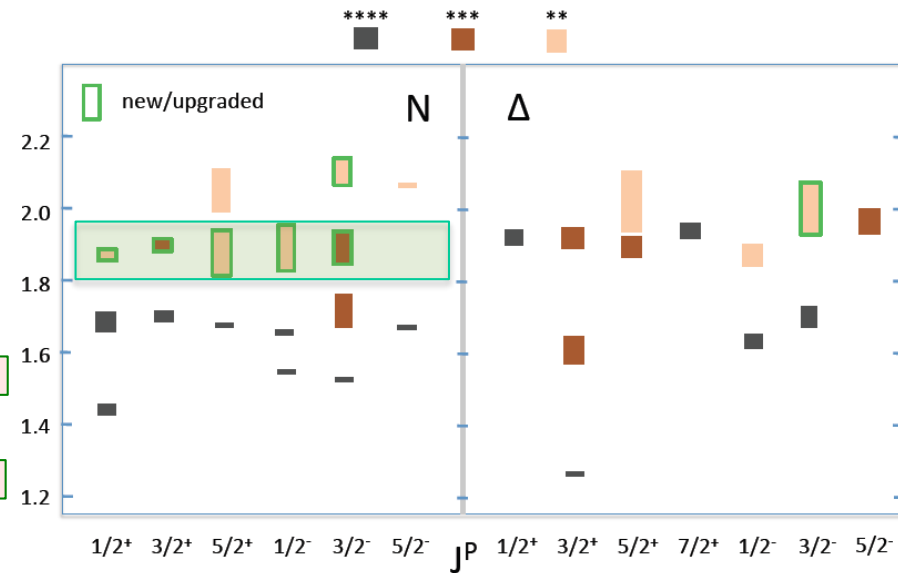 **** *** **
new/upgraded N Δ
2.2
2.0
1.8
1.6
1.4
1.2
1/2⁺ 3/2⁺ 5/2⁺ 1/2⁻ 3/2⁻ 5/2⁻ Jᴾ 1/2⁺ 3/2⁺ 5/2⁺ 7/2⁺ 1/2⁻ 3/2⁻ 5/2⁻